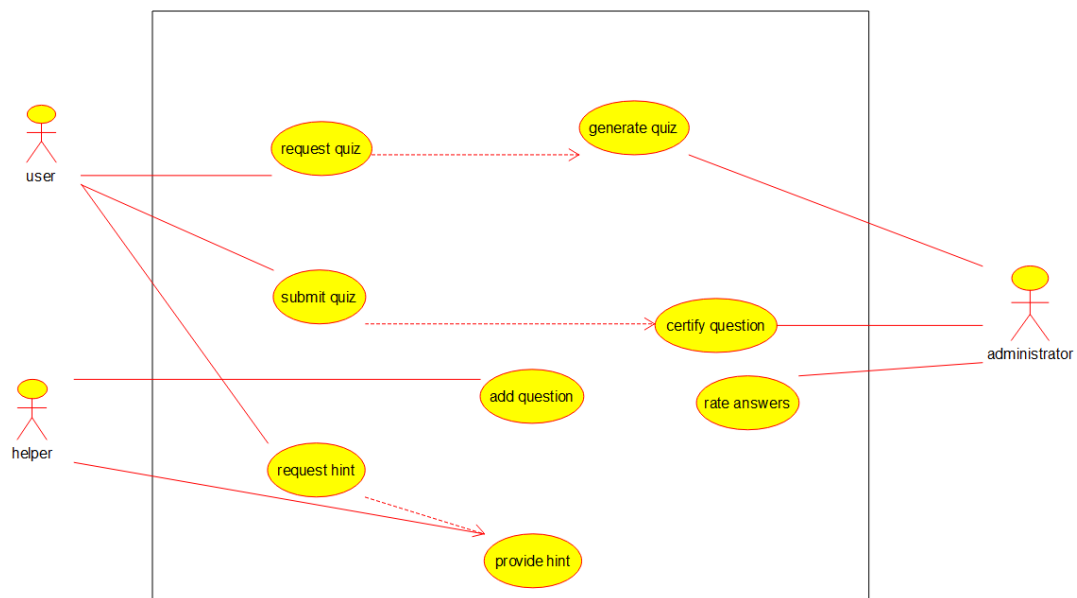 generate quiz
request quiz
user
submit quiz
certify question
administrator
add question
rate answers
helper
request hint
provide hint